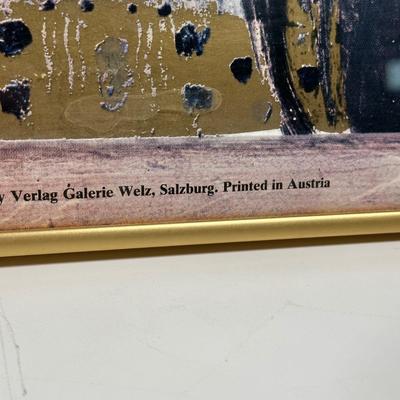 y Verlag Galerie Welz, Salzburg. Printed in Austria